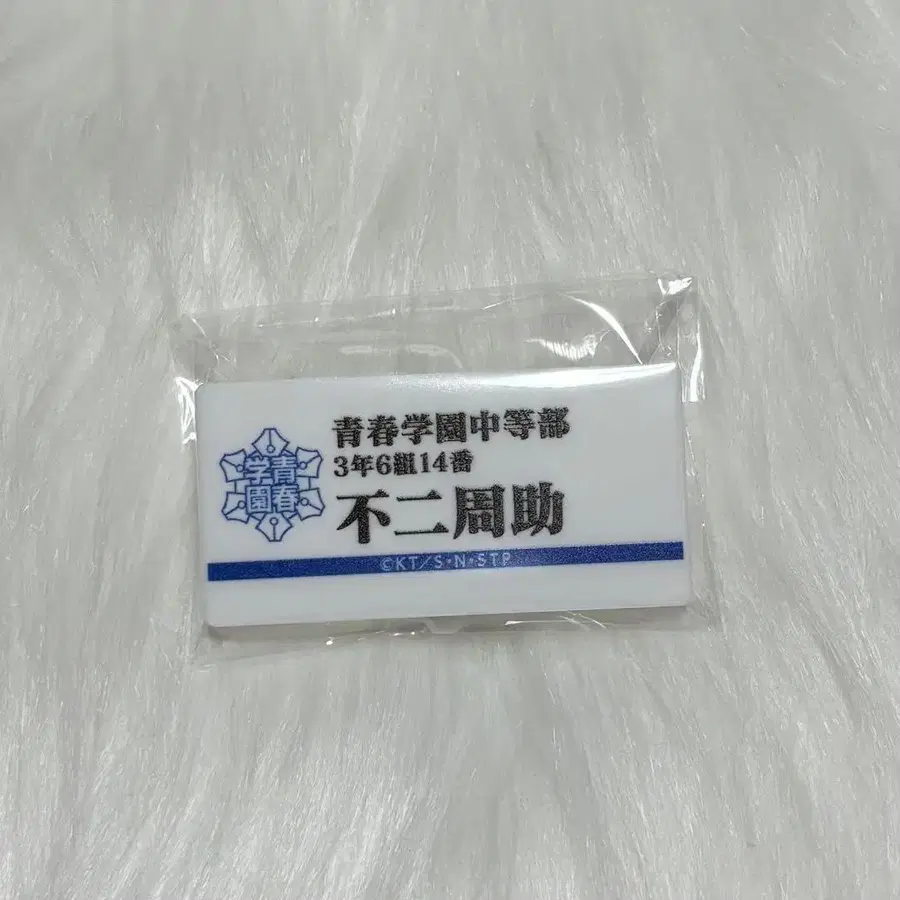 青春
学園
青春学園中等部
3年6組14番
不二周助
©KT/S・N・STP